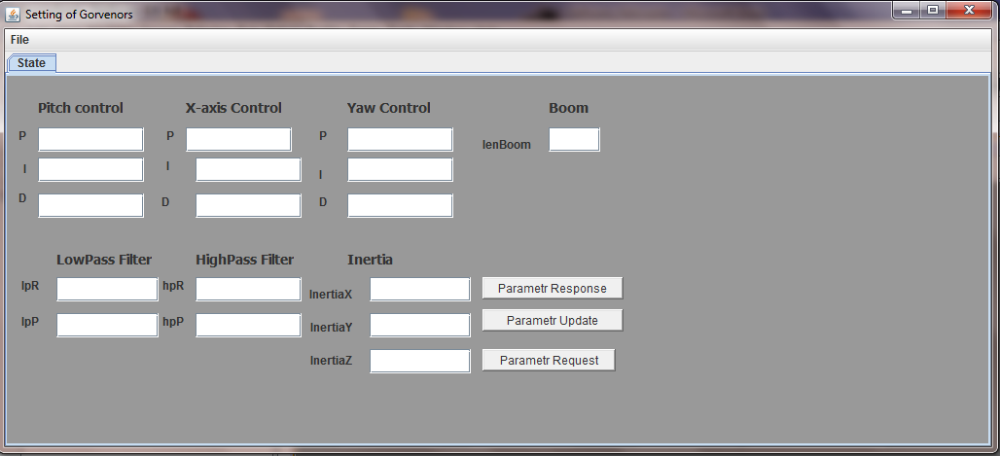 Setting of Gorvenors
File
State
Pitch control X-axis Control Yaw Control Boom
P P P lenBoom
I I I
D D D
LowPass Filter HighPass Filter Inertia
lpR hpR InertiaX Parametr Response
lpP hpP InertiaY Parametr Update
InertiaZ Parametr Request